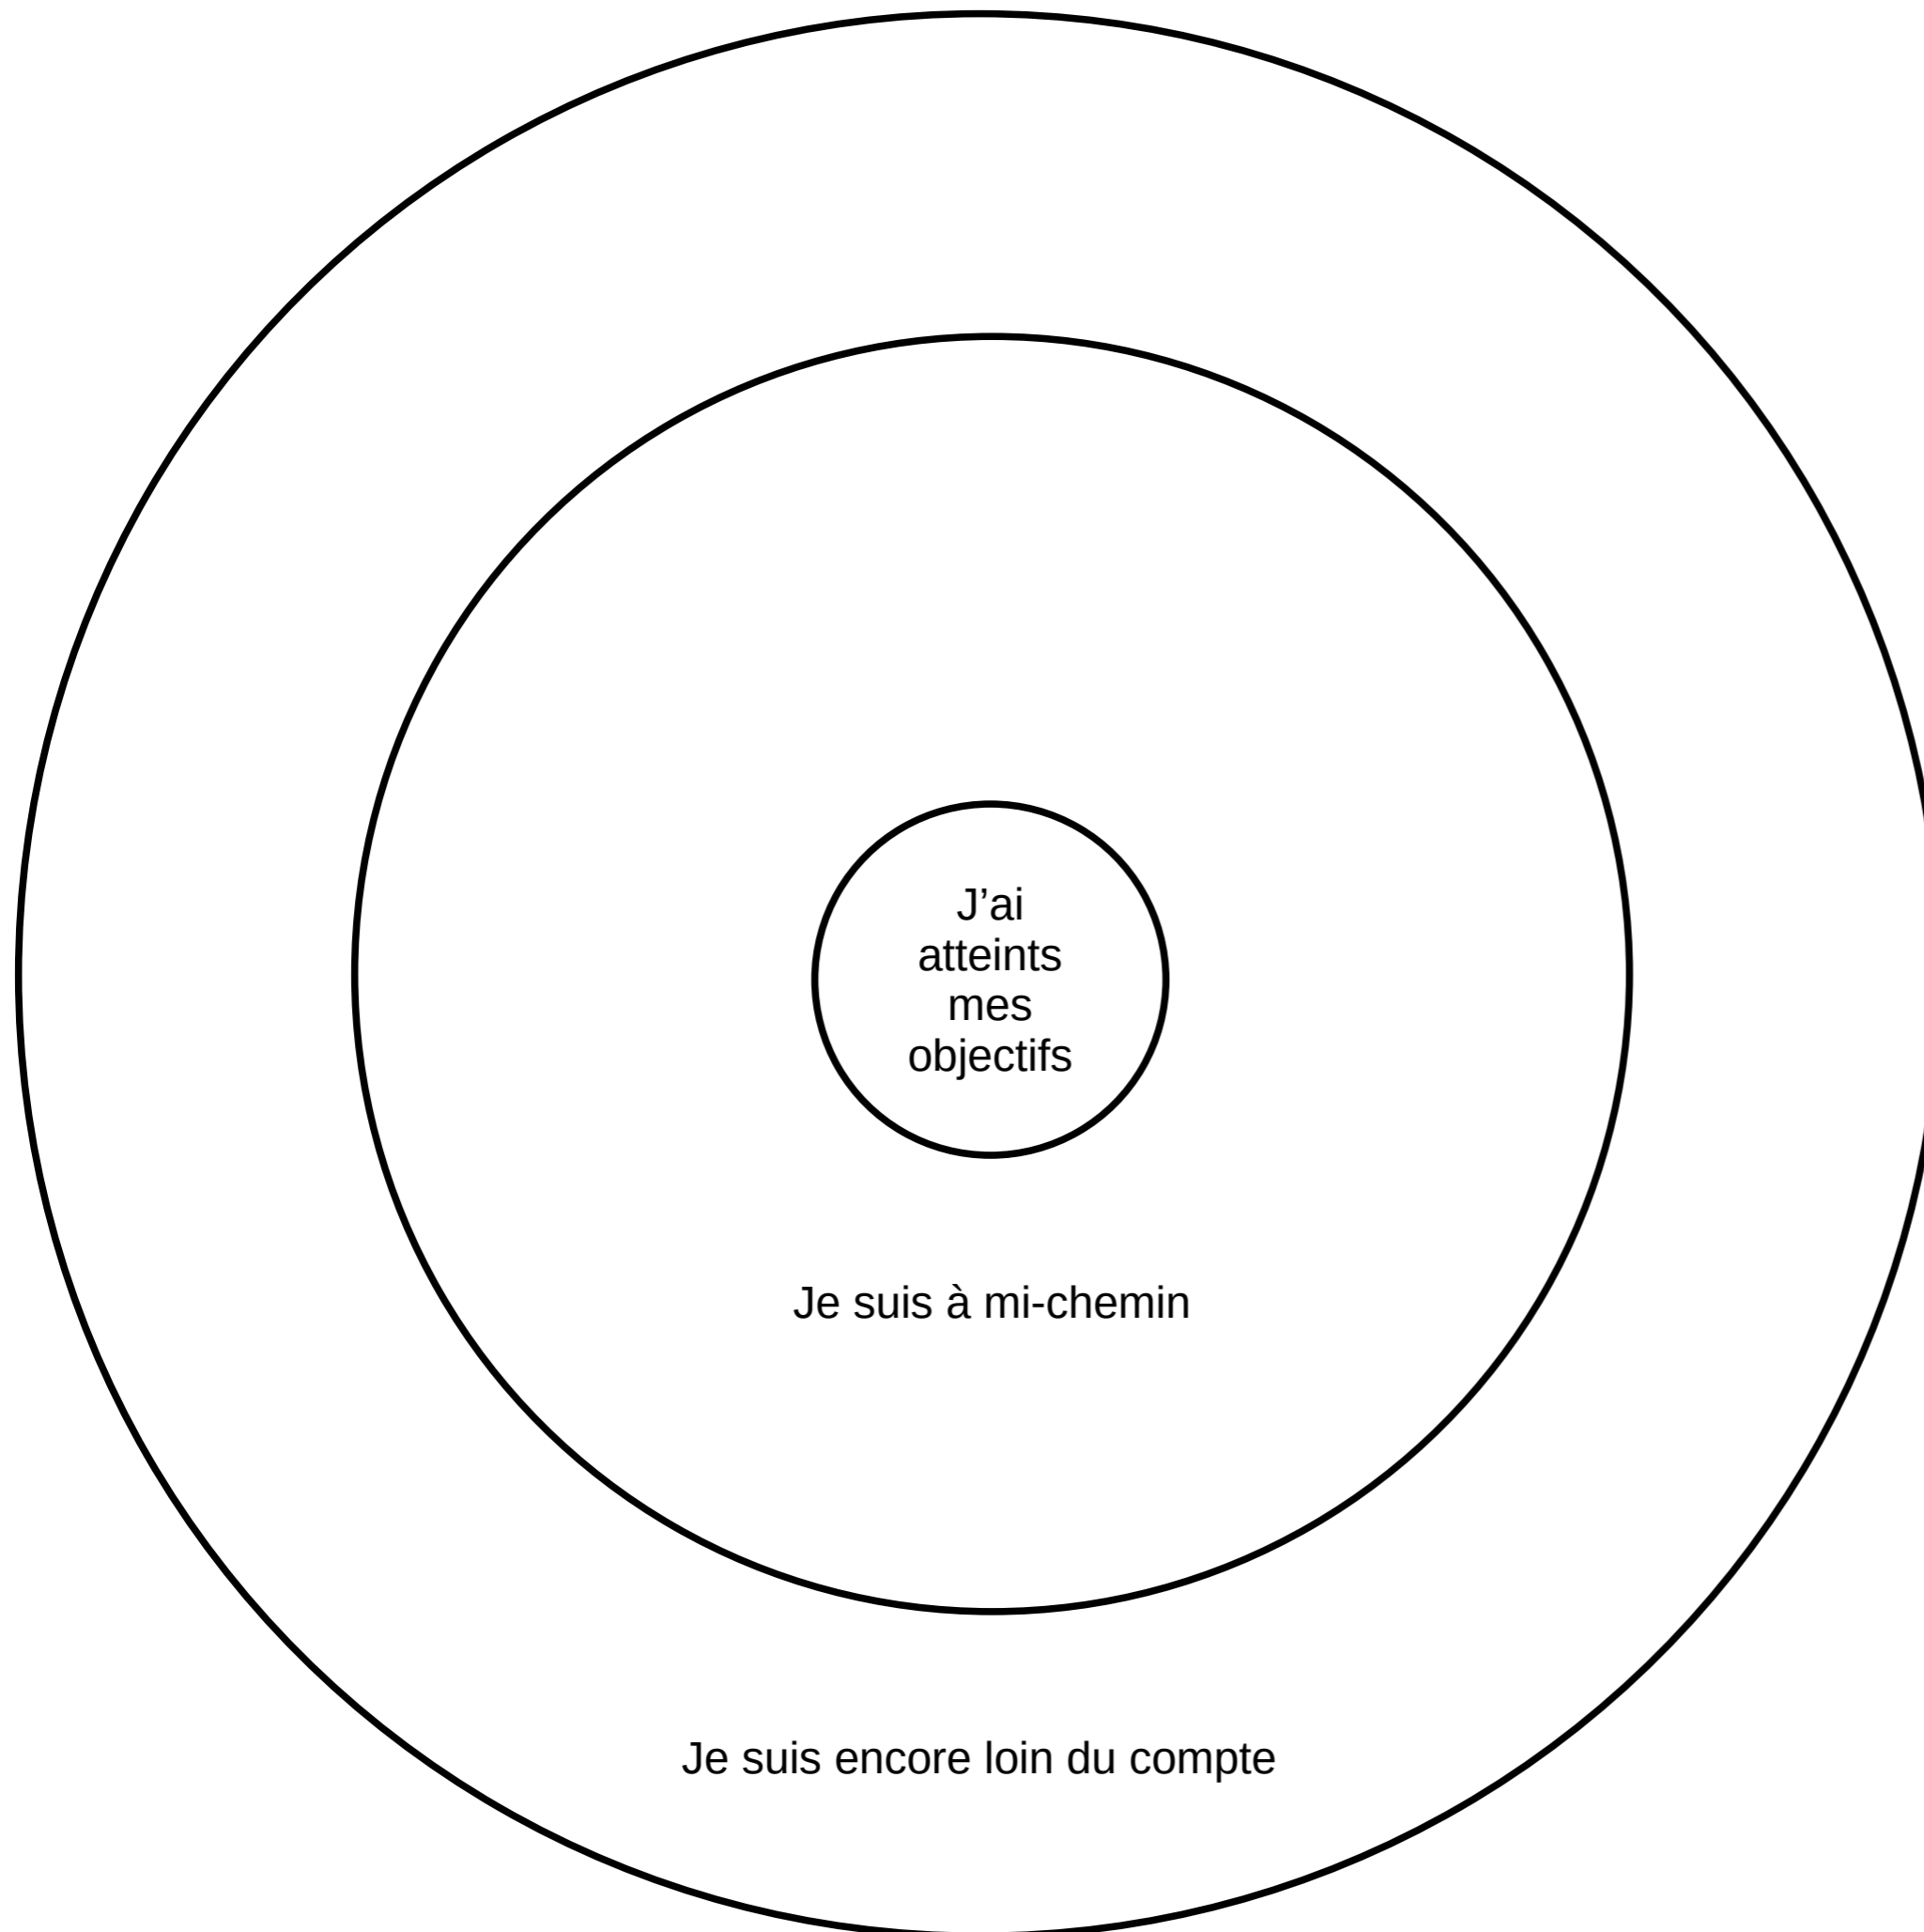 J’ai
atteints
mes
objectifs
Je suis à mi-chemin
Je suis encore loin du compte